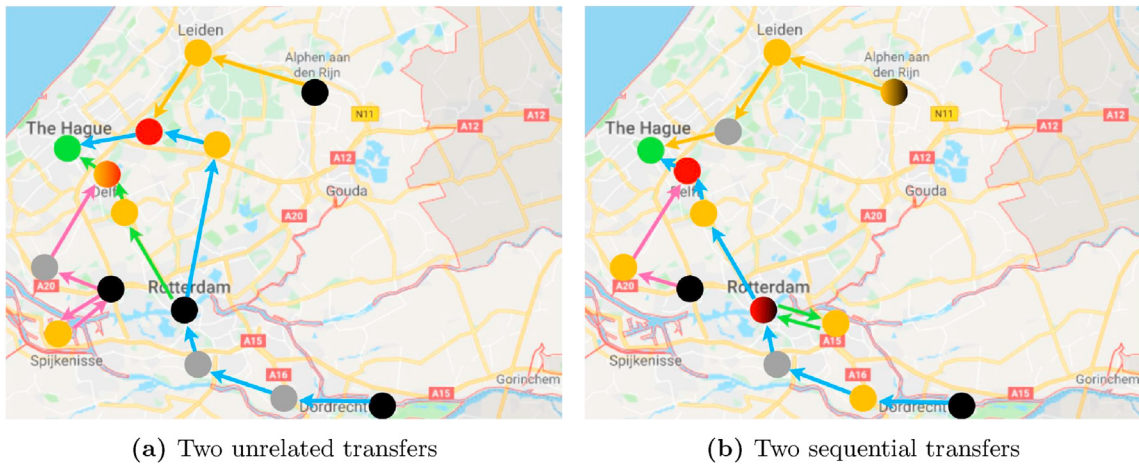 Leiden
Alphen aan
den Rijn
N11
A12
The Hague
A12
A12
Delft
Gouda
A20
A20
Rotterdam
A15
Spijkenisse
A16
Gorinchem
Dordrecht
A15
(a) Two unrelated transfers
Leiden
Alphen aan
den Rijn
N11
A12
The Hague
A12
A12
Gouda
A20
A20
Rotterdam
A15
Spijkenisse
A16
Gorinchem
Dordrecht
A15
(b) Two sequential transfers